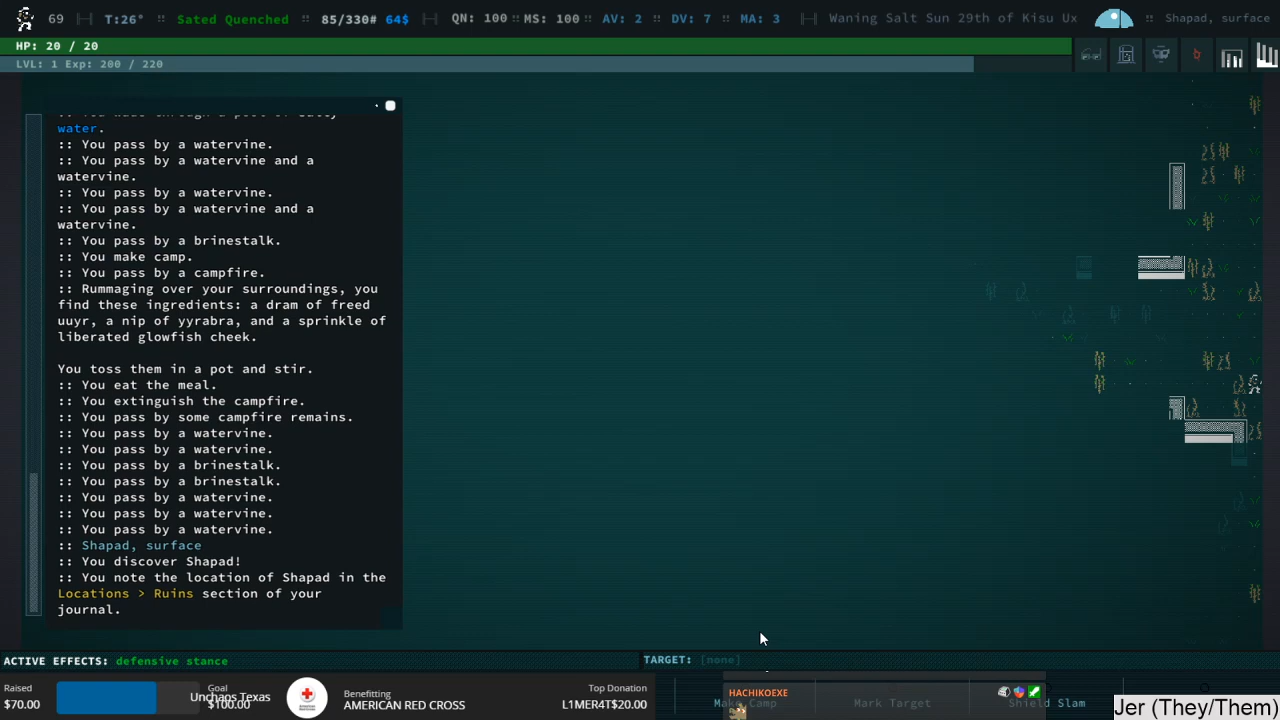 69 T:26° Sated Quenched 85/330# 64$ QN: 100 MS: 100 AV: 2 DV: 7 MA: 3 Waning Salt Sun 29th of Kisu Ux Shapad, surface
HP: 20 / 20
LVL: 1 Exp: 200 / 220
water.
:: You pass by a watervine.
:: You pass by a watervine and a
watervine.
:: You pass by a watervine.
:: You pass by a watervine and a
watervine.
:: You pass by a brinestalk.
:: You make camp.
:: You pass by a campfire.
:: Rummaging over your surroundings, you
find these ingredients: a dram of freed
uuyr, a nip of yyrabra, and a sprinkle of
liberated glowfish cheek.
You toss them in a pot and stir.
:: You eat the meal.
:: You extinguish the campfire.
:: You pass by some campfire remains.
:: You pass by a watervine.
:: You pass by a watervine.
:: You pass by a brinestalk.
:: You pass by a brinestalk.
:: You pass by a watervine.
:: You pass by a watervine.
:: You pass by a watervine.
:: Shapad, surface
:: You discover Shapad!
:: You note the location of Shapad in the
Locations > Ruins section of your
journal.
ACTIVE EFFECTS: defensive stance
TARGET: [none]
Raised
$70.00
Goal
$100.00
Unchaos Texas
Benefitting
AMERICAN RED CROSS
Top Donation
L1MER4T$20.00
HACHIKOEXE
Make Camp
Mark Target
Shield Slam
Jer (They/Them)